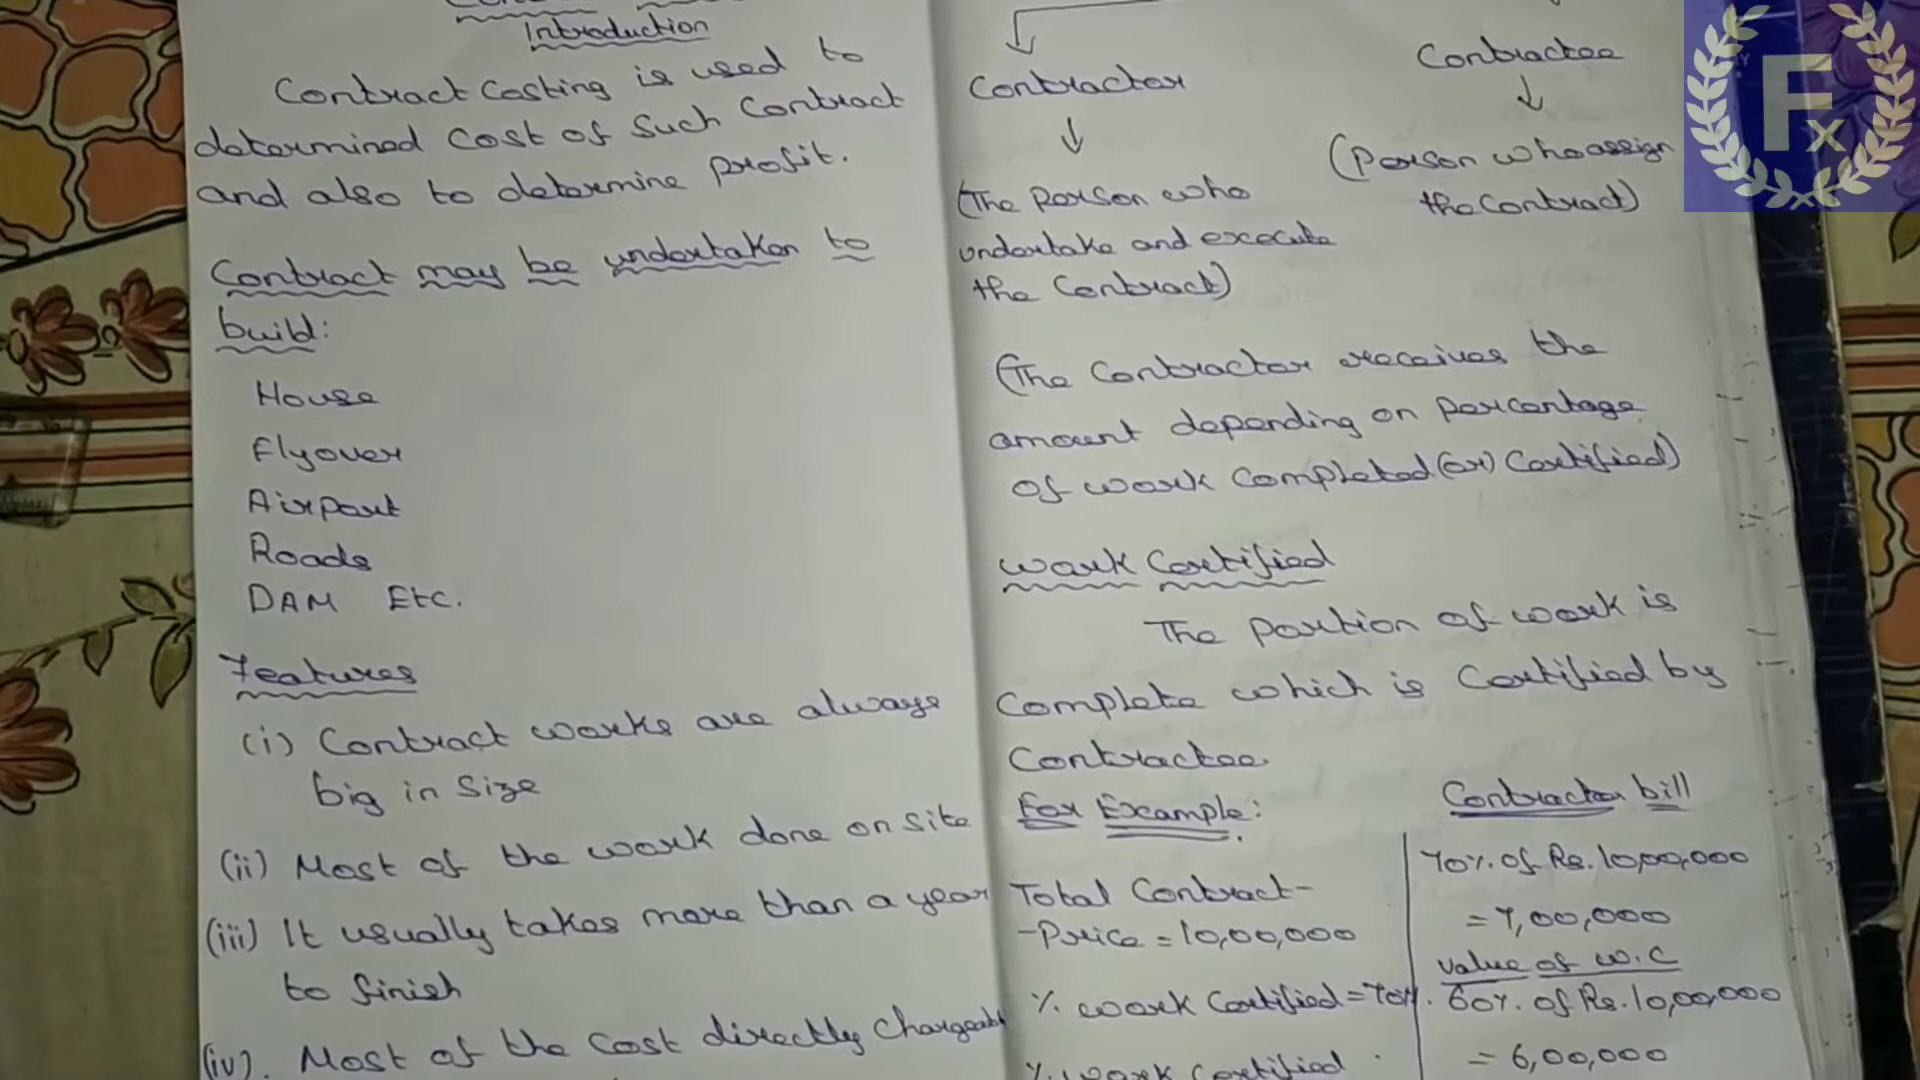 Introduction
Contract Costing is used to
determined cost of such Contract
and also to determine profit.
Contract may be undertaken to
build:
House
Flyover
Airport
Roads
DAM Etc.
Features
(i) Contract works are always
big in size
(ii) Most of the work done on site
(iii) It usually takes more than a year
to finish
(iv). Most of the cost directly chargeable
Contractor
(The person who
undertake and execute
the Contract)
Contractee
(Person who assign
the Contract)
(The Contractor receives the
amount depending on percentage
of work Completed (or) Certified)
Work Certified
The portion of work is
Complete which is Certified by
Contractee.
For Example:
Total Contract-
-Price = 10,00,000
% work Certified = 70%.
% work Certified
Contractor bill
70% of Rs. 10,00,000
= 7,00,000
Value of W.C
60% of Rs. 10,00,000
= 6,00,000
Fx